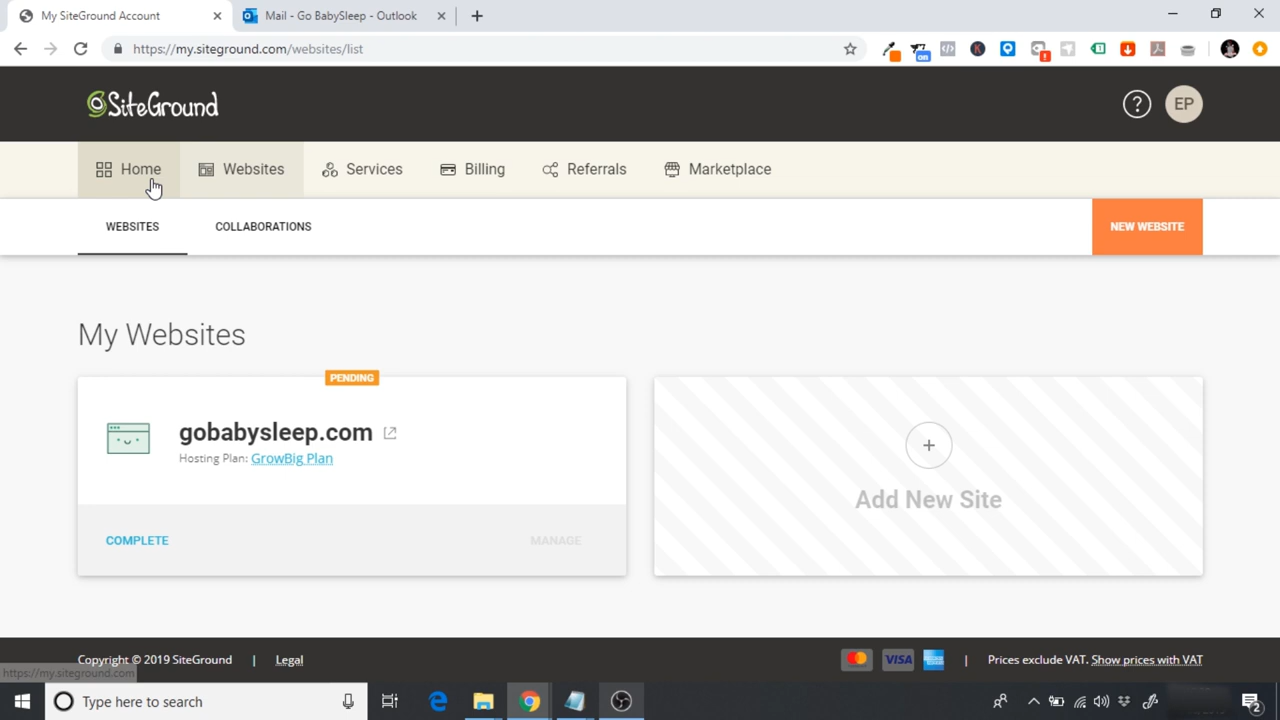 My SiteGround Account
Mail - Go BabySleep - Outlook
https://my.siteground.com/websites/list
on
SiteGround
? EP
Home Websites Services Billing Referrals Marketplace
WEBSITES COLLABORATIONS NEW WEBSITE
My Websites
PENDING
gobabysleep.com
Hosting Plan: GrowBig Plan
COMPLETE MANAGE
Add New Site
Copyright © 2019 SiteGround | Legal
VISA
| Prices exclude VAT. Show prices with VAT
https://my.siteground.com
Type here to search
2